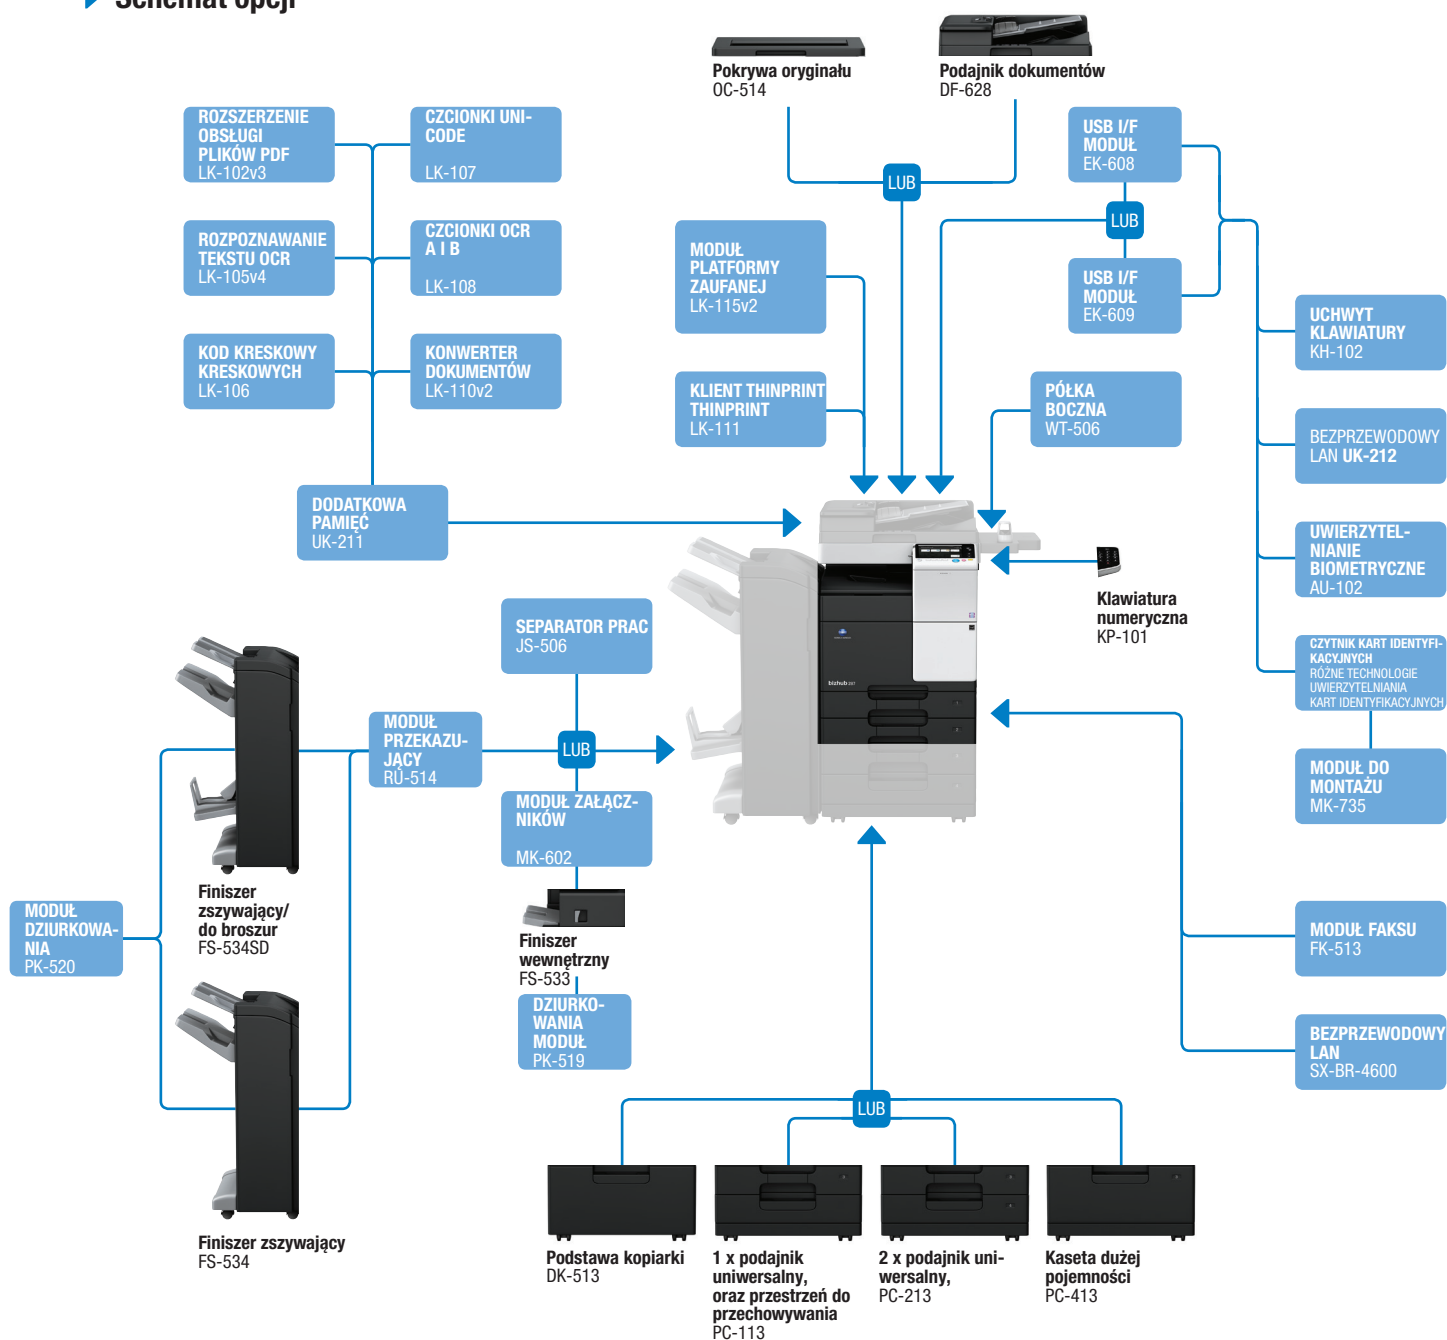 Schemat opcji
Pokrywa oryginału
OC-514
Podajnik dokumentów
DF-628
ROZSZERZENIE
OBSŁUGI
PLIKÓW PDF
LK-102v3
CZCIONKI UNI-
CODE
LK-107
USB I/F
MODUŁ
EK-608
LUB
LUB
ROZPOZNAWANIE
TEKSTU OCR
LK-105v4
CZCIONKI OCR
A I B
LK-108
MODUŁ
PLATFORMY
ZAUFANEJ
LK-115v2
USB I/F
MODUŁ
EK-609
UCHWYT
KLAWIATURY
KH-102
KOD KRESKOWY
KRESKOWYCH
LK-106
KONWERTER
DOKUMENTÓW
LK-110v2
KLIENT THINPRINT
THINPRINT
LK-111
PÓŁKA
BOCZNA
WT-506
BEZPRZEWODOWY
LAN UK-212
DODATKOWA
PAMIĘĆ
UK-211
UWIERZYTEL-
NIANIE
BIOMETRYCZNE
AU-102
Klawiatura
numeryczna
KP-101
SEPARATOR PRAC
JS-506
CZYTNIK KART IDENTYFI-
KACYJNYCH
RÓŻNE TECHNOLOGIE
UWIERZYTELNIANIA
KART IDENTYFIKACYJNYCH
bizhub 287
MODUŁ
PRZEKAZU-
JĄCY
RU-514
LUB
MODUŁ DO
MONTAŻU
MK-735
MODUŁ ZAŁĄCZ-
NIKÓW
MK-602
Finiszer
zszywający/
do broszur
FS-534SD
MODUŁ
DZIURKOWA-
NIA
PK-520
Finiszer
wewnętrzny
FS-533
MODUŁ FAKSU
FK-513
DZIURKO-
WANIA
MODUŁ
PK-519
BEZPRZEWODOWY
LAN
SX-BR-4600
LUB
Finiszer zszywający
FS-534
Podstawa kopiarki
DK-513
1 x podajnik
uniwersalny,
oraz przestrzeń do
przechowywania
PC-113
2 x podajnik uni-
wersalny,
PC-213
Kaseta dużej
pojemności
PC-413